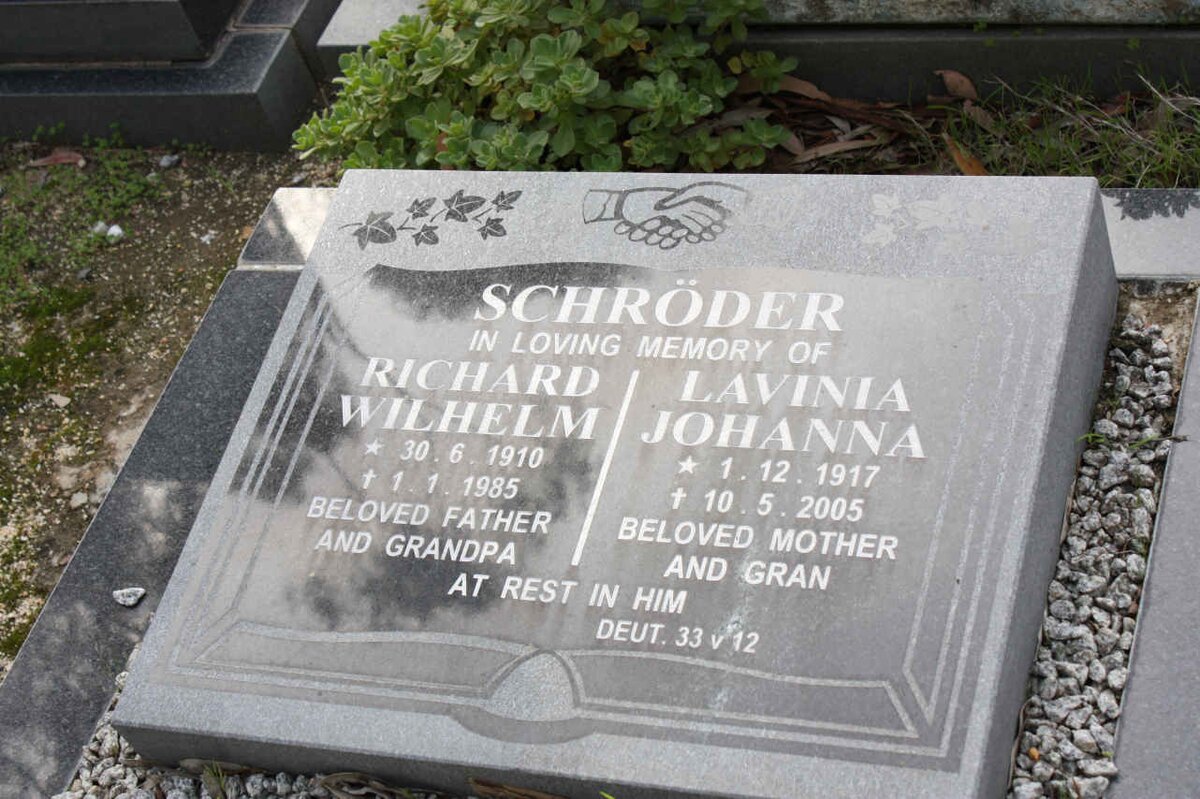 SCHRÖDER
IN LOVING MEMORY OF
RICHARD
WILHELM
★ 30.6.1910
✝ 1.1.1985
BELOVED FATHER
AND GRANDPA
LAVINIA
JOHANNA
★ 1.12.1917
✝ 10.5.2005
BELOVED MOTHER
AND GRAN
AT REST IN HIM
DEUT. 33 v 12